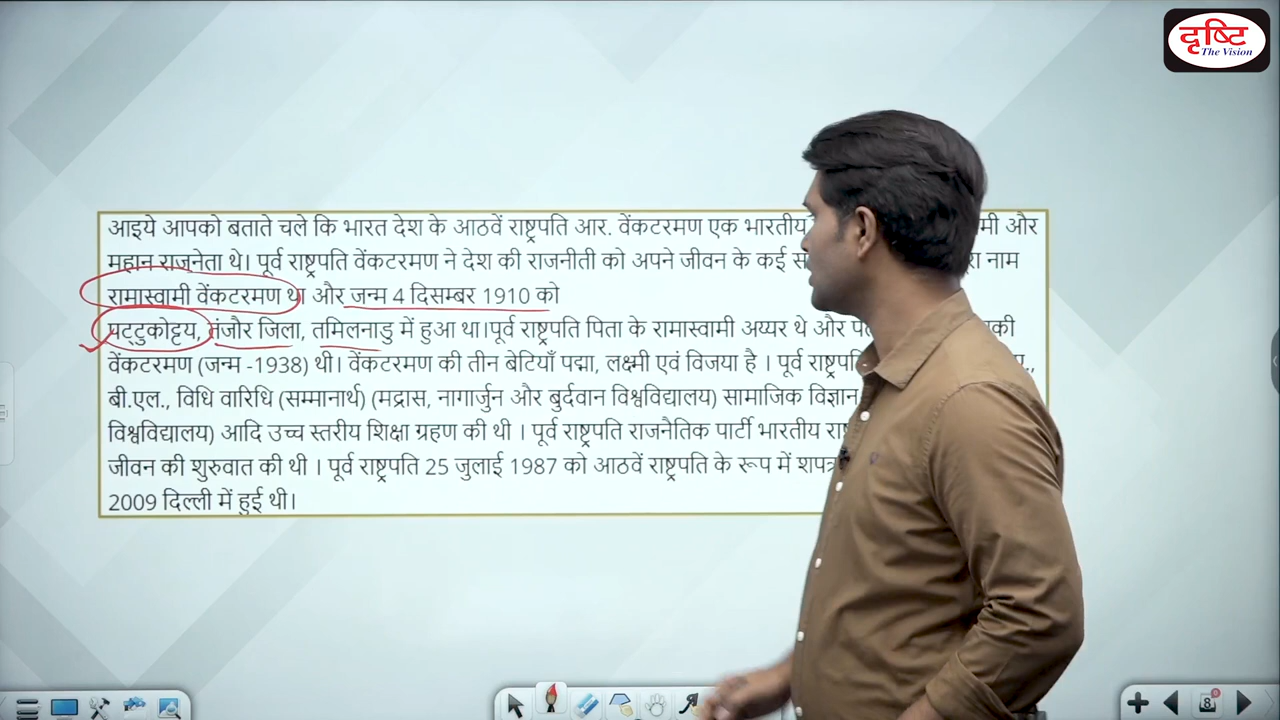 दृष्टि
The Vision
आइये आपको बताते चले कि भारत देश के आठवें राष्ट्रपति आर. वेंकटरमण एक भारतीय मी और
महान राजनेता थे। पूर्व राष्ट्रपति वेंकटरमण ने देश की राजनीती को अपने जीवन के कई नाम
रामास्वामी वेंकटरमण था और जन्म 4 दिसम्बर 1910 को
पट्टुकोट्टय, तंजौर जिला, तमिलनाडु में हुआ था।पूर्व राष्ट्रपति पिता के रामास्वामी अय्यर थे और
वेंकटरमण (जन्म -1938) थी। वेंकटरमण की तीन बेटियाँ पद्मा, लक्ष्मी एवं विजया है । पूर्व
बी.एल., विधि वारिधि (सम्मानार्थ) (मद्रास, नागार्जुन और बुर्दवान विश्वविद्यालय) सामाजिक विज्ञान
विश्वविद्यालय) आदि उच्च स्तरीय शिक्षा ग्रहण की थी । पूर्व राष्ट्रपति राजनैतिक पार्टी भारतीय
जीवन की शुरुवात की थी । पूर्व राष्ट्रपति 25 जुलाई 1987 को आठवें राष्ट्रपति के रूप में
2009 दिल्ली में हुई थी।
8